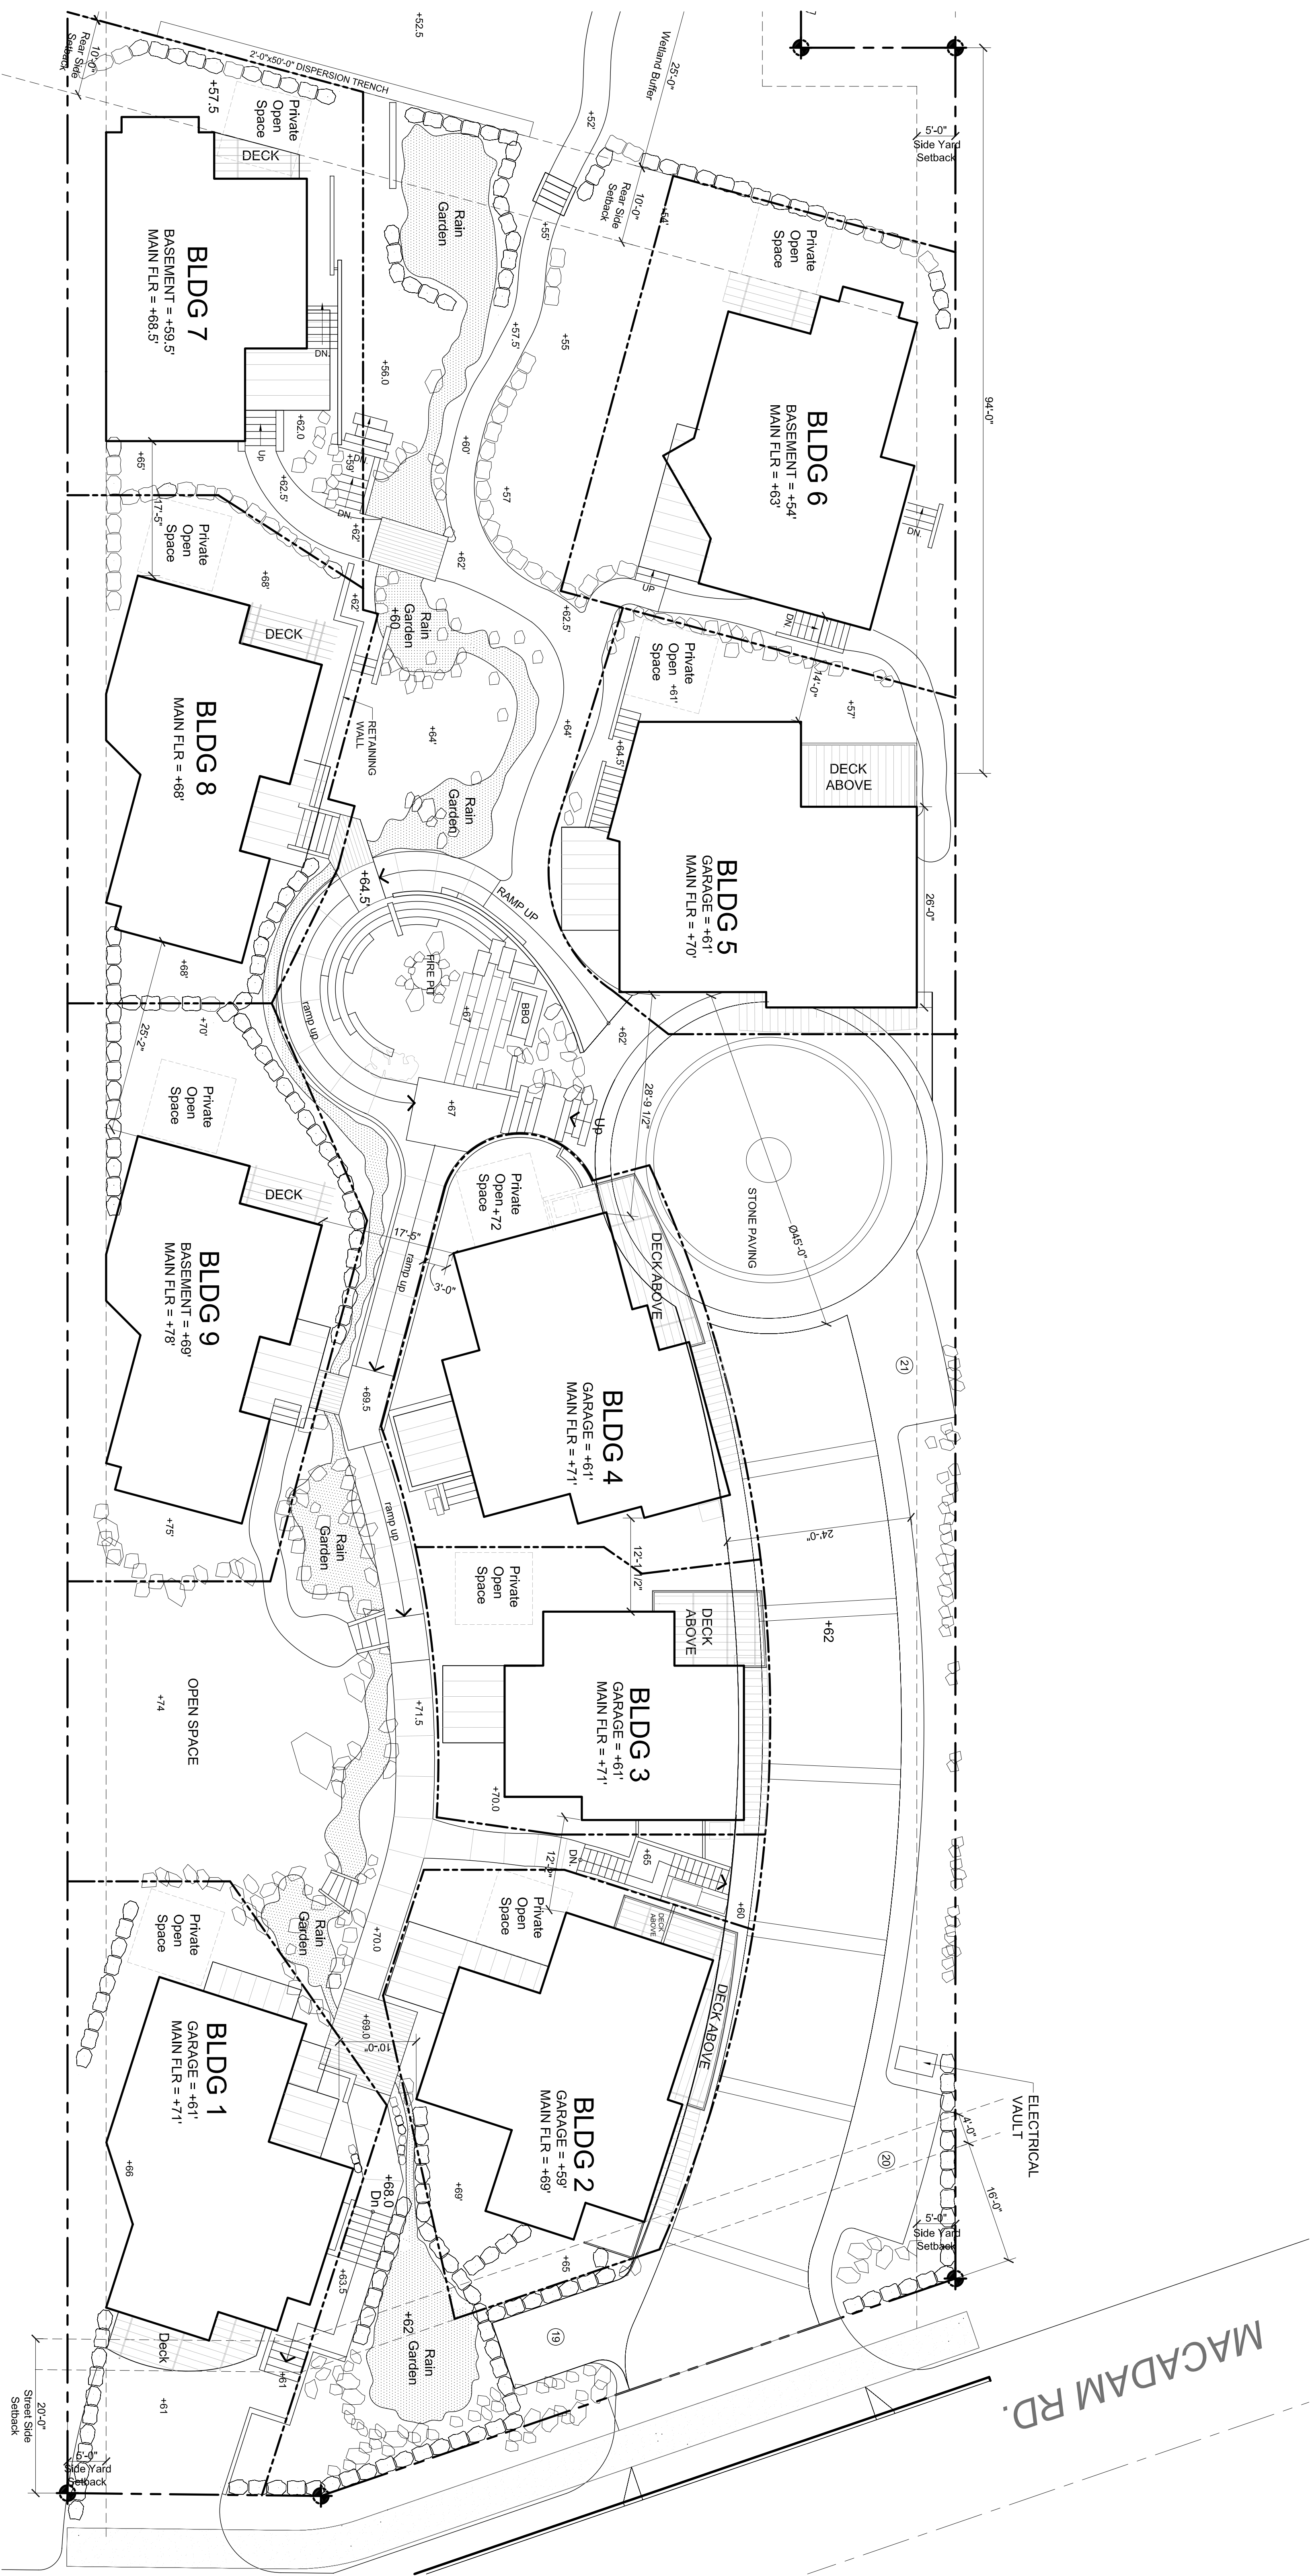 +52.5
10'-0"
Rear Side
Setback
2'-0"x50'-0" DISPERSION TRENCH
+57.5
Private
Open
Space
DECK
25'-0"
Wetland Buffer
+52'
5'-0"
Side Yard
Setback
Rain
Garden
10'-0"
Rear Side
Setback
+54'
+55'
Private
Open
Space
BLDG 7
BASEMENT = +59.5'
MAIN FLR = +68.5'
DN.
+57.5'
+55
+56.0
94'-0"
BLDG 6
BASEMENT = +54'
MAIN FLR = +63'
+62.0
Up
+65'
+59'
DN.
+60'
+57
+62.5'
DN.
+62'
DN.
17'-5"
Private
Open
Space
+68'
+62'
+62'
UP
+62.5'
DN.
DECK
Rain
Garden
+60
Private
Open
Space
+61'
14'-0"
+57'
BLDG 8
MAIN FLR = +68'
RETAINING
WALL
+64'
+64'
+64.5'
DECK
ABOVE
Rain
Garden
BLDG 5
GARAGE = +61'
MAIN FLR = +70'
26'-0"
+64.5'
RAMP UP
+68'
FIRE PIT
+67
BBQ
ramp up
+70'
25'-2"
+62'
28'-9 1/2"
Private
Open
Space
+67
Up
Private
Open
Space
+72
STONE PAVING
Ø45'-0"
DECK
17'-5"
ramp up
3'-0"
DECK ABOVE
BLDG 9
BASEMENT = +69'
MAIN FLR = +78'
+69.5
21
BLDG 4
GARAGE = +61'
MAIN FLR = +71'
+75'
Rain
Garden
ramp up
12'-1 1/2"
24'-0"
Private
Open
Space
DECK
ABOVE
+62
OPEN SPACE
+74
+71.5
BLDG 3
GARAGE = +61'
MAIN FLR = +71'
+70.0
DN.
+65
+60
Private
Open
Space
Rain
Garden
+70.0
Private
Open
Space
DECK
ABOVE
DECK ABOVE
+69.0
10'-0"
BLDG 1
GARAGE = +61'
MAIN FLR = +71'
+66
BLDG 2
GARAGE = +59'
MAIN FLR = +69'
ELECTRICAL
VAULT
4'-0"
16'-0"
20
+68.0
Dn
+69'
5'-0"
Side Yard
Setback
+63.5
+65
+62
Rain
Garden
19
Deck
+61
+61
20'-0"
Street Side
Setback
5'-0"
Side Yard
Setback
MACADAM RD.